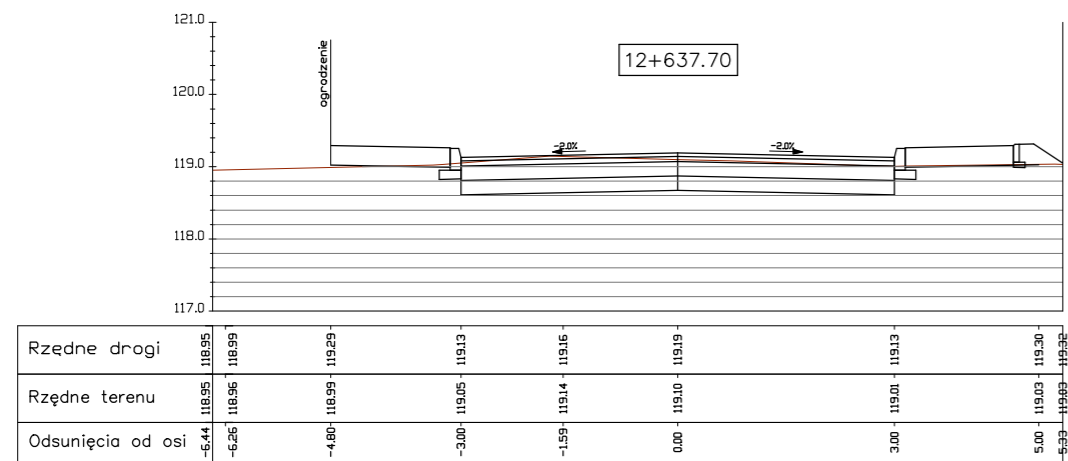 121.0
120.0
119.0
118.0
117.0
ogrodzenie
12+637.70
-2.0%
-2.0%
Rzędne drogi 118.95 118.99 119.29 119.13 119.16 119.19 119.13 119.30 119.32
Rzędne terenu 118.95 118.96 118.99 119.05 119.14 119.10 119.01 119.03 119.03
Odsunięcia od osi -6.44 -6.26 -4.80 -3.00 -1.59 0.00 3.00 5.00 5.33